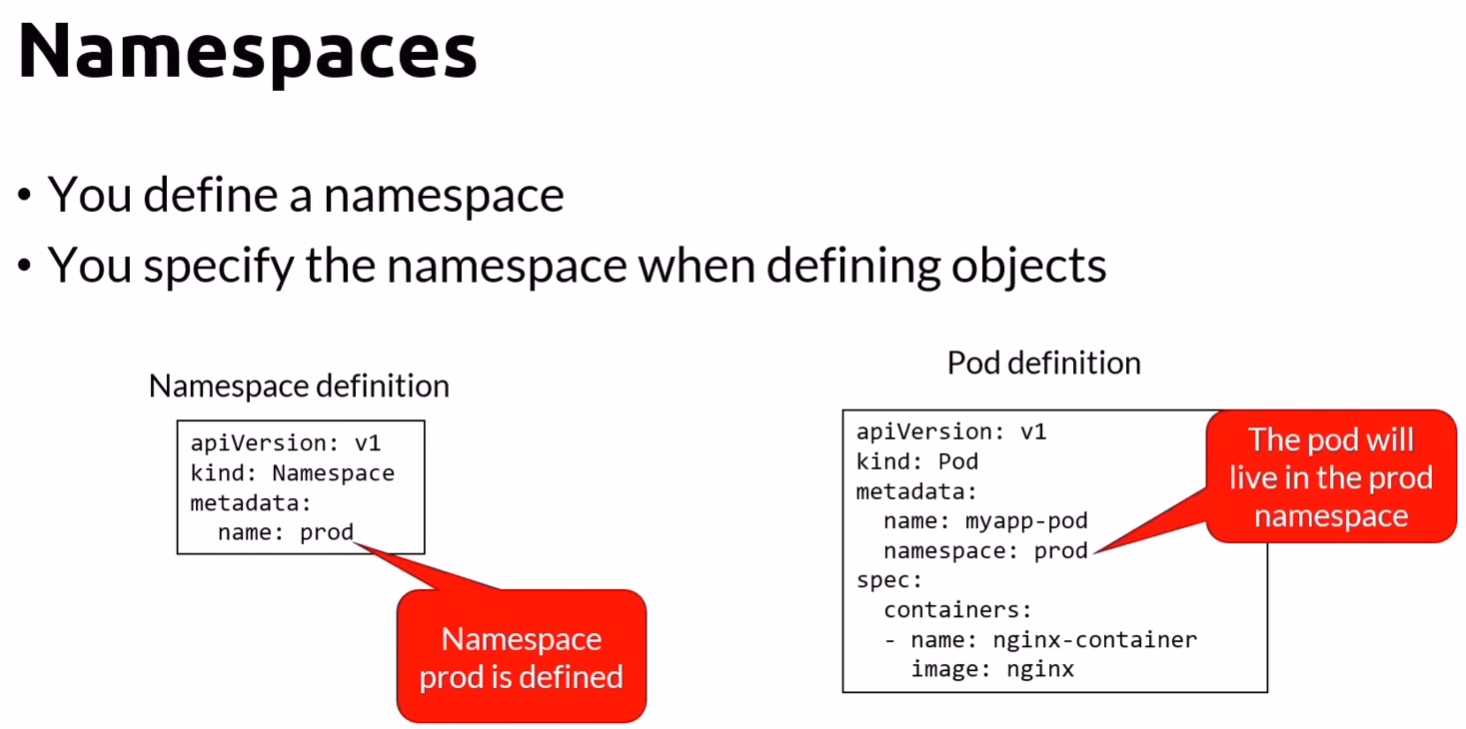 Namespaces
• You define a namespace
• You specify the namespace when defining objects
Namespace definition
apiVersion: v1
kind: Namespace
metadata:
  name: prod
Namespace
prod is defined
Pod definition
apiVersion: v1
kind: Pod
metadata:
  name: myapp-pod
  namespace: prod
spec:
  containers:
  - name: nginx-container
    image: nginx
The pod will
live in the prod
namespace